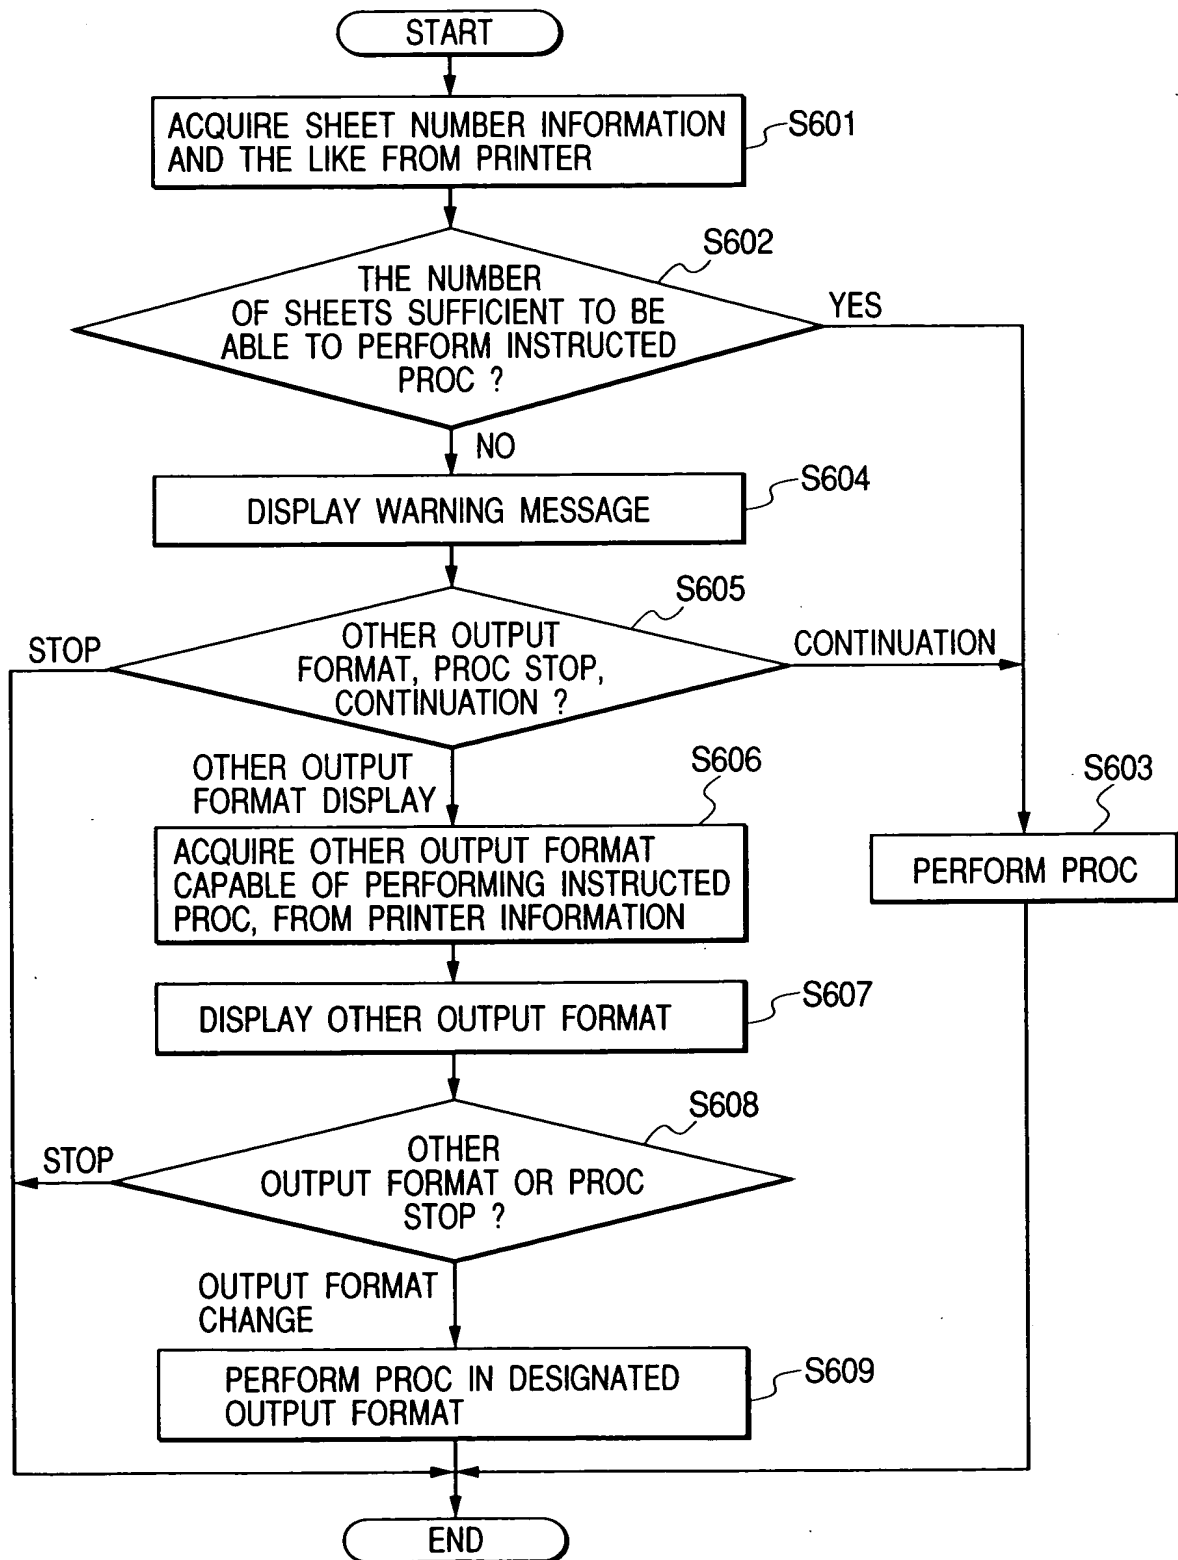 START
ACQUIRE SHEET NUMBER INFORMATION
AND THE LIKE FROM PRINTER
S601
S602
THE NUMBER
OF SHEETS SUFFICIENT TO BE
ABLE TO PERFORM INSTRUCTED
PROC ?
YES
NO
S604
DISPLAY WARNING MESSAGE
S605
STOP
OTHER OUTPUT
FORMAT, PROC STOP,
CONTINUATION ?
CONTINUATION
OTHER OUTPUT
FORMAT DISPLAY
S606
S603
ACQUIRE OTHER OUTPUT FORMAT
CAPABLE OF PERFORMING INSTRUCTED
PROC, FROM PRINTER INFORMATION
PERFORM PROC
S607
DISPLAY OTHER OUTPUT FORMAT
S608
STOP
OTHER
OUTPUT FORMAT OR PROC
STOP ?
OUTPUT FORMAT
CHANGE
S609
PERFORM PROC IN DESIGNATED
OUTPUT FORMAT
END